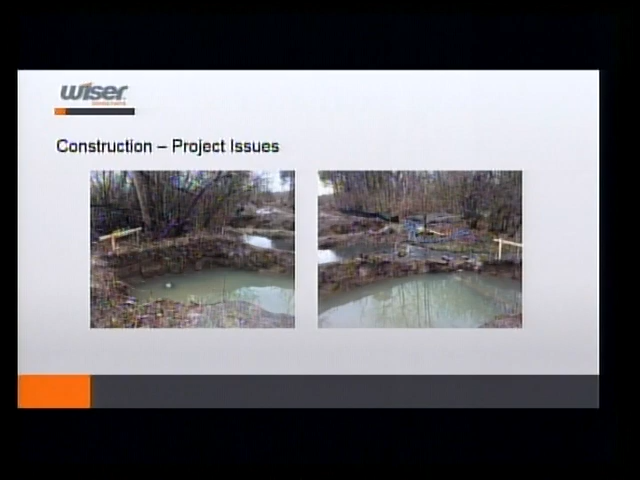 wiser
Construction – Project Issues